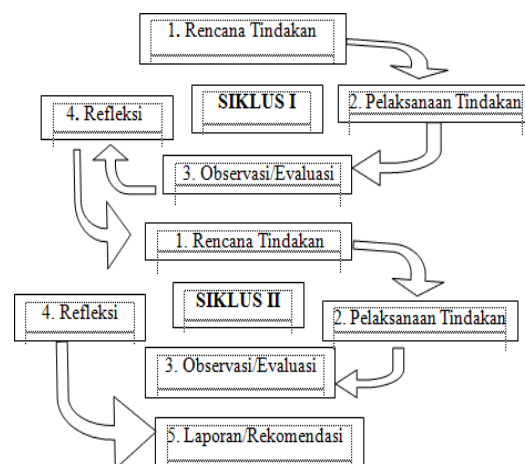 1. Rencana Tindakan
SIKLUS I
2. Pelaksanaan Tindakan
4. Refleksi
3. Observasi/Evaluasi
1. Rencana Tindakan
SIKLUS II
4. Refleksi
2. Pelaksanaan Tindakan
3. Observasi/Evaluasi
5. Laporan/Rekomendasi